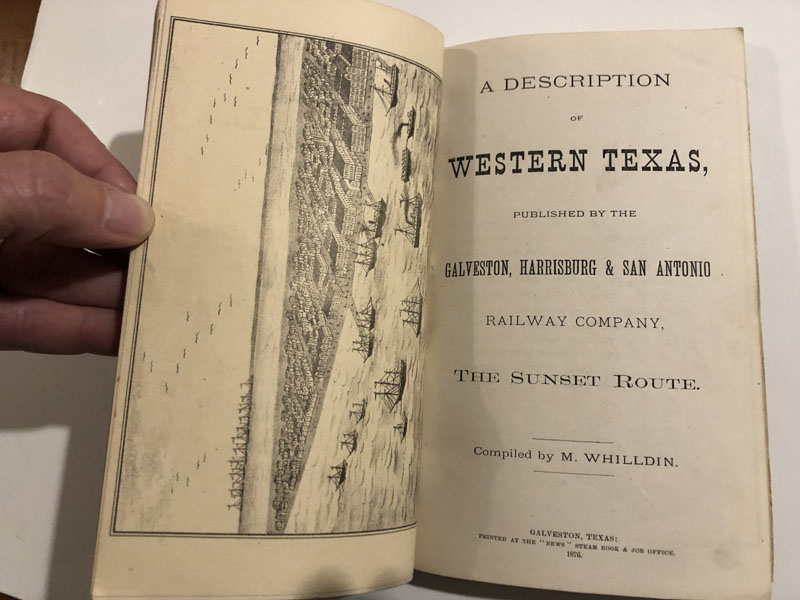 A DESCRIPTION
OF
WESTERN TEXAS,
PUBLISHED BY THE
GALVESTON, HARRISBURG & SAN ANTONIO
RAILWAY COMPANY,
THE SUNSET ROUTE.
Compiled by M. WHILLDIN.
GALVESTON, TEXAS:
PRINTED AT THE "NEWS" STEAM BOOK & JOB OFFICE.
1876.